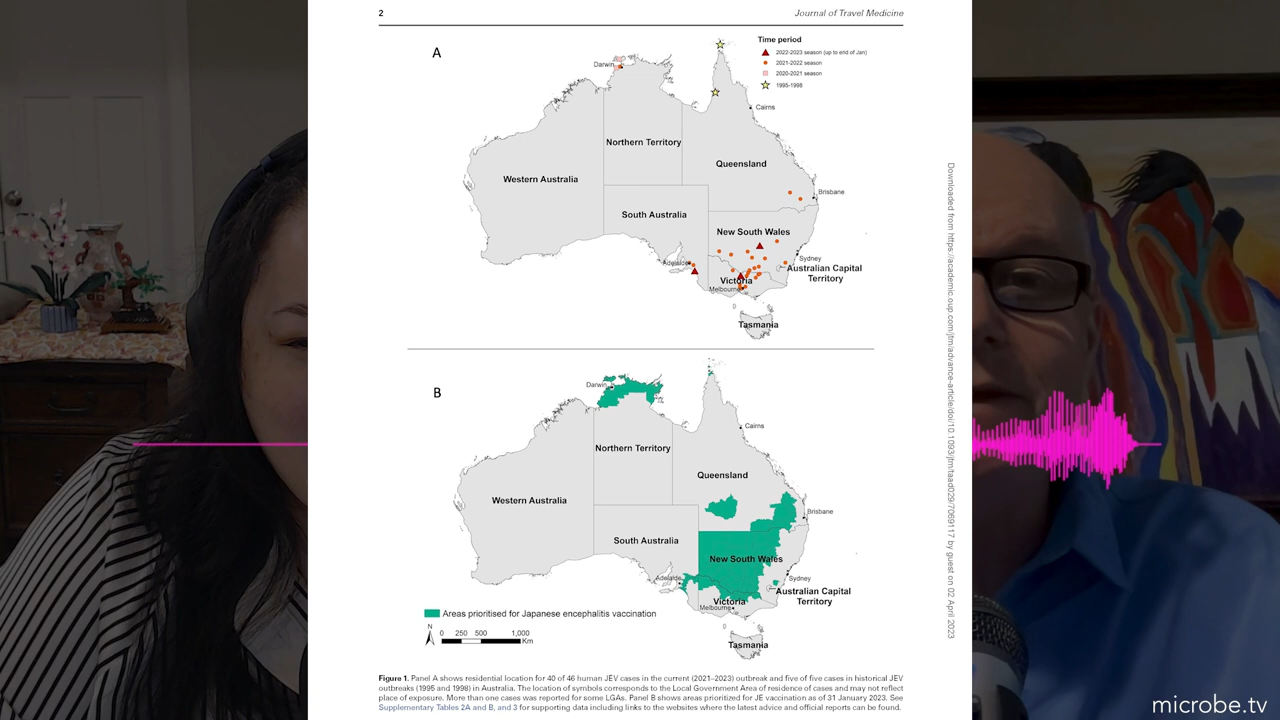 2
Journal of Travel Medicine
A
Time period
2022-2023 season (up to end of Jan)
2021-2022 season
2020-2021 season
1995-1998
Darwin
Cairns
Northern Territory
Queensland
Western Australia
Brisbane
South Australia
New South Wales
Adelaide
Sydney
Australian Capital
Territory
Victoria
Melbourne
Tasmania
B
Darwin
Cairns
Northern Territory
Queensland
Western Australia
Brisbane
South Australia
New South Wales
Adelaide
Sydney
Australian Capital
Territory
Victoria
Melbourne
Areas prioritised for Japanese encephalitis vaccination
N
0 250 500 1,000
Km
Tasmania
Figure 1. Panel A shows residential location for 40 of 46 human JEV cases in the current (2021–2023) outbreak and five of five cases in historical JEV
outbreaks (1995 and 1998) in Australia. The location of symbols corresponds to the Local Government Area of residence of cases and may not reflect
place of exposure. More than one cases was reported for some LGAs. Panel B shows areas prioritized for JE vaccination as of 31 January 2023. See
Supplementary Tables 2A and B, and 3 for supporting data including links to the websites where the latest advice and official reports can be found.
Downloaded from https://academic.oup.com/jtm/advance-article/doi/10.1093/jtm/taad029/7069117 by guest on 02 April 2023
microbe.tv